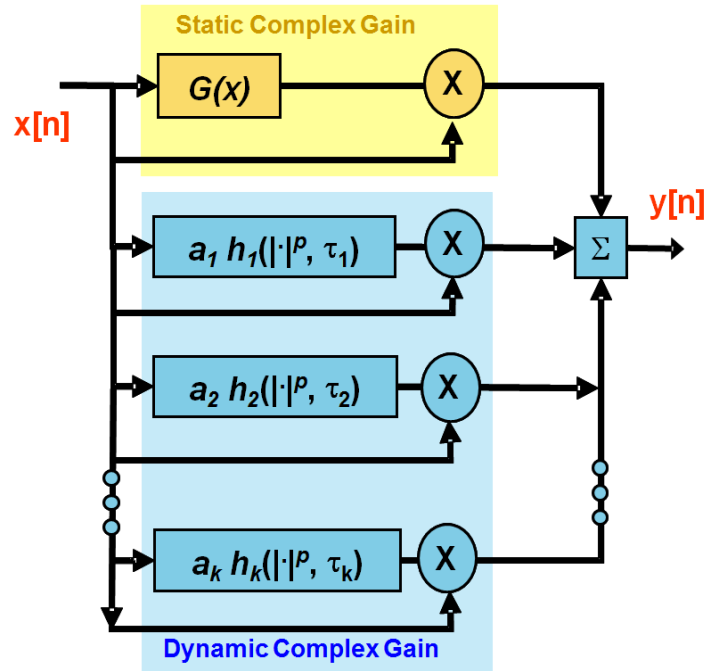 Static Complex Gain
G(x)
X
x[n]
y[n]
a₁ h₁(|·|ᵖ, τ₁)
X
Σ
a₂ h₂(|·|ᵖ, τ₂)
X
aₖ hₖ(|·|ᵖ, τₖ)
X
Dynamic Complex Gain